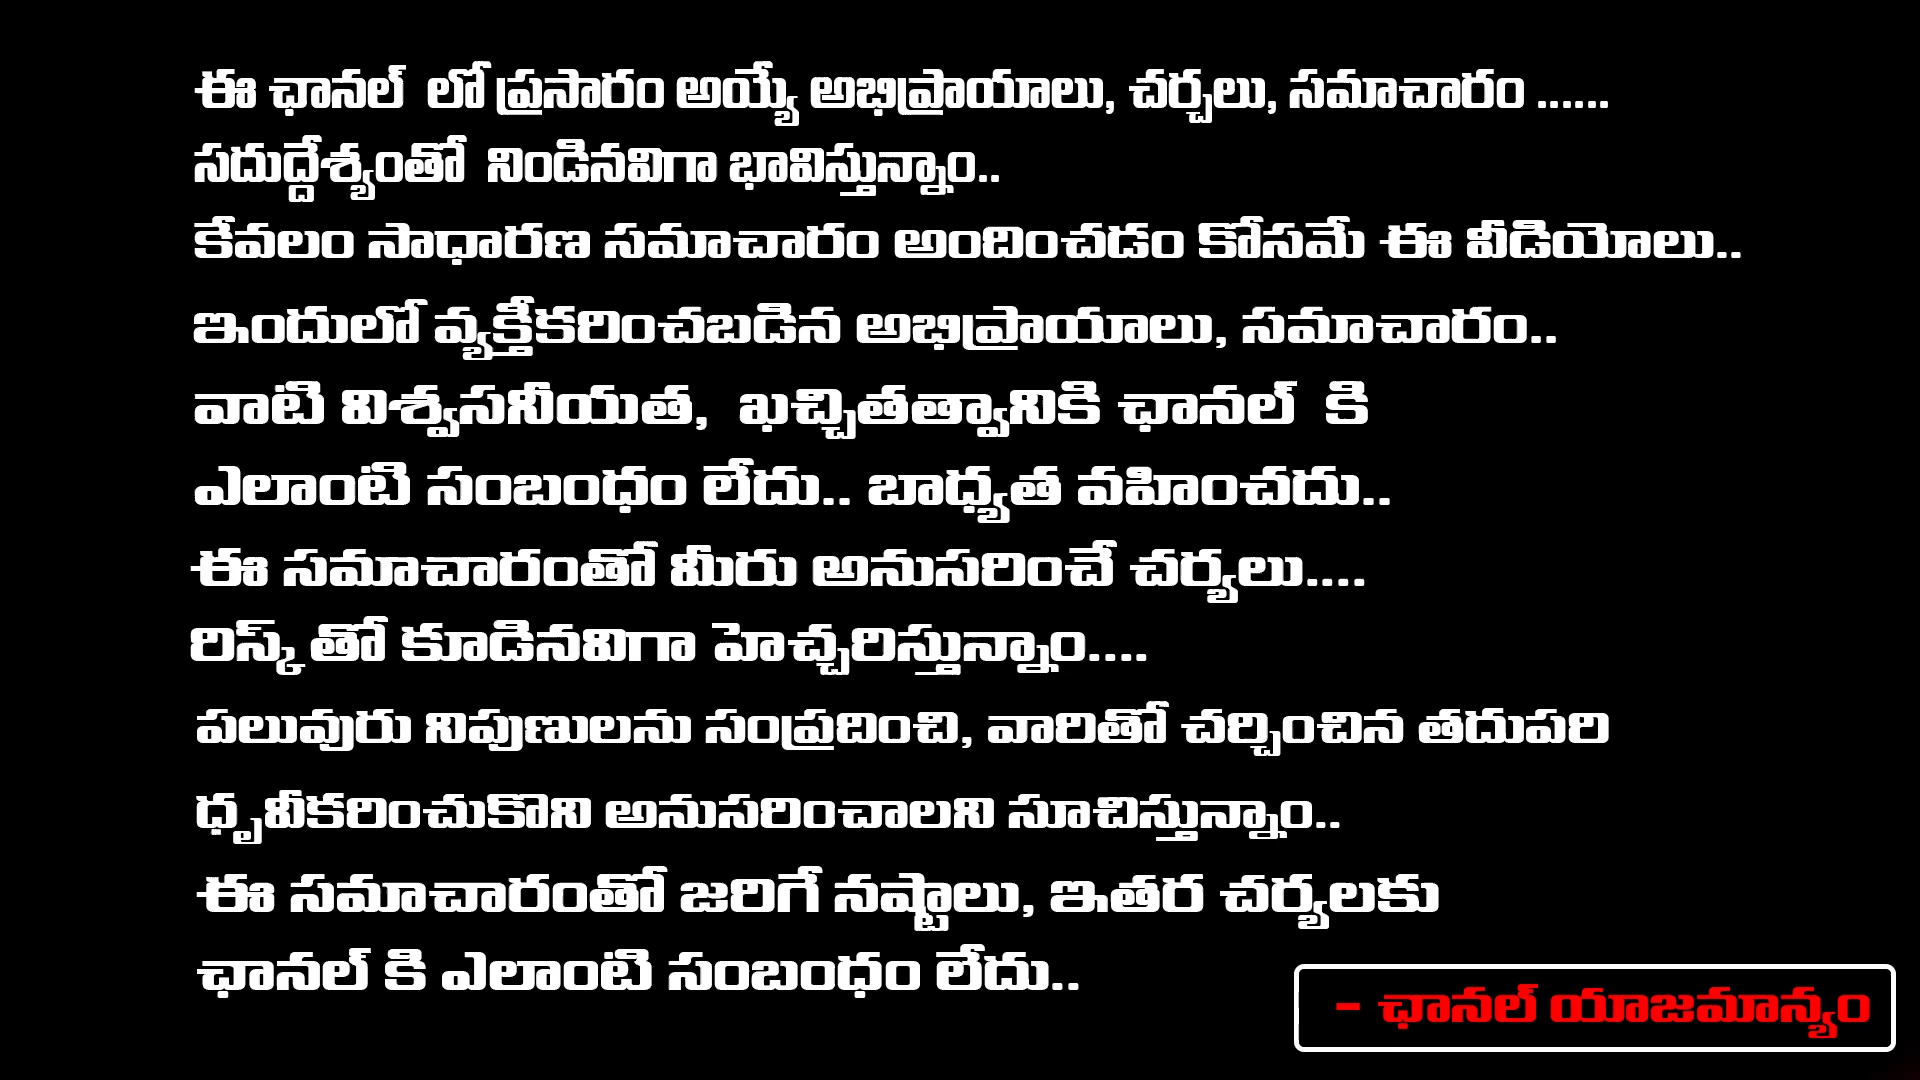 ఈ ఛానల్ లో ప్రసారం అయ్యే అభిప్రాయాలు, చర్చలు, సమాచారం ......
సదుద్దేశ్యంతో నిండినవిగా భావిస్తున్నాం..
కేవలం సాధారణ సమాచారం అందించడం కోసమే ఈ వీడియోలు..
ఇందులో వ్యక్తీకరించబడిన అభిప్రాయాలు, సమాచారం..
వాటి విశ్వసనీయత, ఖచ్చితత్వానికి ఛానల్ కి
ఎలాంటి సంబంధం లేదు.. బాధ్యత వహించదు..
ఈ సమాచారంతో మీరు అనుసరించే చర్యలు....
రిస్క్ తో కూడినవిగా హెచ్చరిస్తున్నాం....
పలువురు నిపుణులను సంప్రదించి, వారితో చర్చించిన తదుపరి
ధృవీకరించుకొని అనుసరించాలని సూచిస్తున్నాం..
ఈ సమాచారంతో జరిగే నష్టాలు, ఇతర చర్యలకు
ఛానల్ కి ఎలాంటి సంబంధం లేదు..
- ఛానల్ యాజమాన్యం